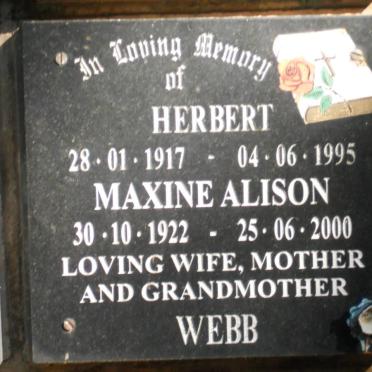 In Loving Memory
of
HERBERT
28 · 01 · 1917 - 04 · 06 · 1995
MAXINE ALISON
30 · 10 · 1922 - 25 · 06 · 2000
LOVING WIFE, MOTHER
AND GRANDMOTHER
WEBB